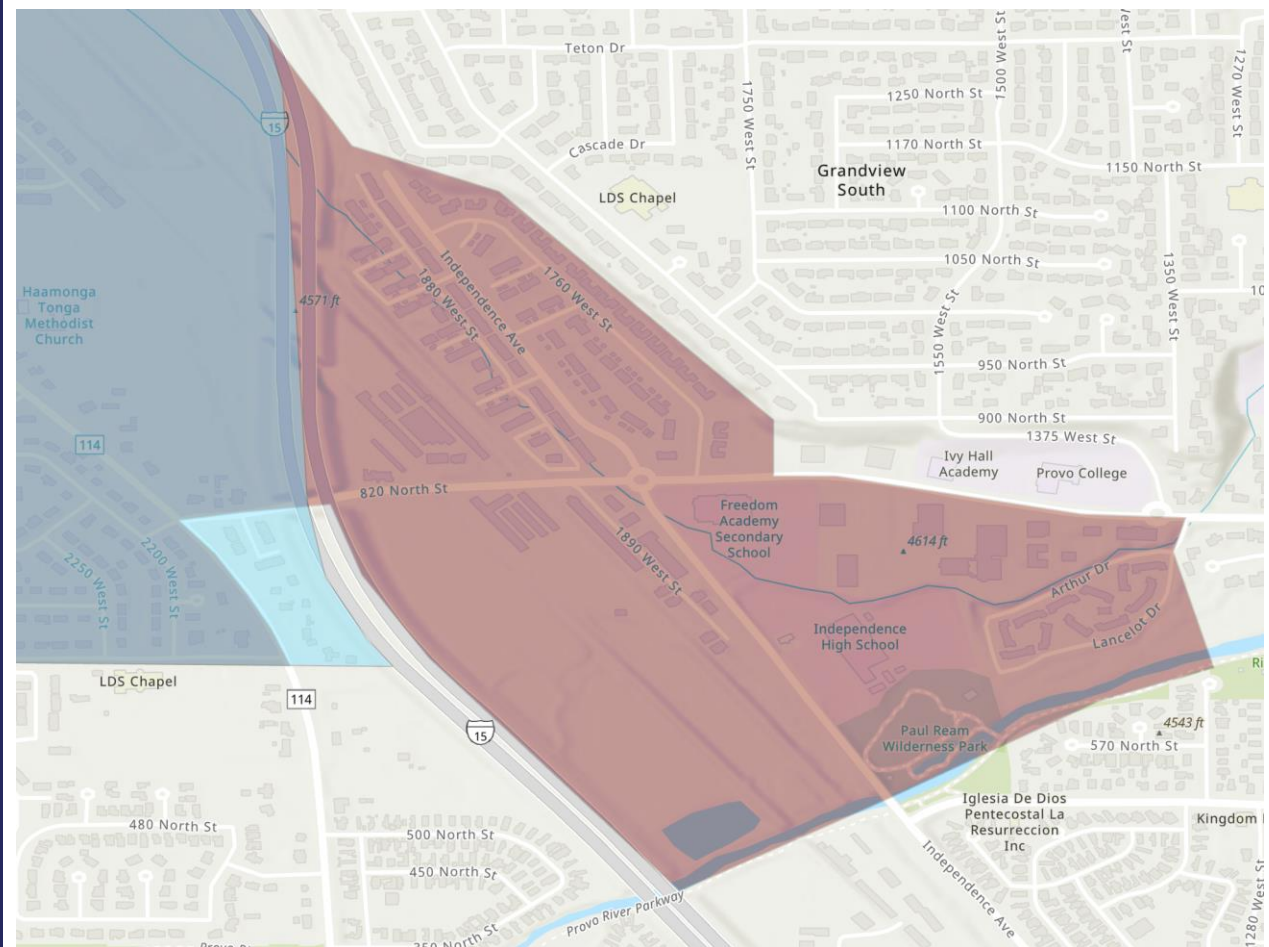 Teton Dr
1750 West St
1500 West St
West St
1270 West St
1250 North St
15
Cascade Dr
1170 North St
1150 North St
Grandview
South
LDS Chapel
1100 North St
1050 North St
1350 West St
10
Independence Ave
1880 West St
1760 West St
Haamonga
Tonga
Methodist
Church
4571 ft
1550 West St
950 North St
900 North St
1375 West St
114
Ivy Hall
Academy
Provo College
820 North St
Freedom
Academy
Secondary
School
4614 ft
1890 West St
2200 West St
2250 West St
Arthur Dr
Lancelot Dr
Independence
High School
LDS Chapel
114
Ri
15
Paul Ream
Wilderness Park
4543 ft
570 North St
Iglesia De Dios
Pentecostal La
Resurreccion
Inc
Kingdom
480 North St
500 North St
450 North St
Independence Ave
1280 West St
Provo River Parkway
350 North St